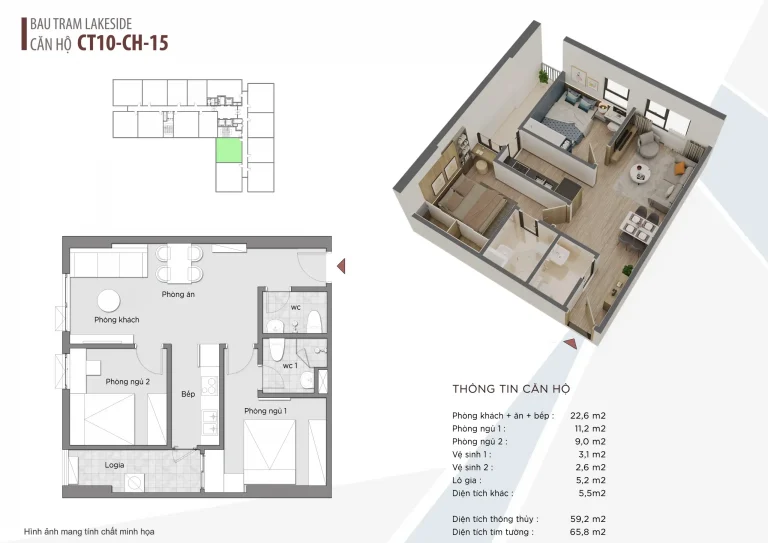 BAU TRAM LAKESIDE
CĂN HỘ CT10-CH-15
Phòng ăn
Phòng khách
wc
wc 1
Phòng ngủ 2
Bếp
Phòng ngủ 1
Logia
Hình ảnh mang tính chất minh họa
THÔNG TIN CĂN HỘ
Phòng khách + ăn + bếp : 22,6 m2
Phòng ngủ 1 : 11,2 m2
Phòng ngủ 2 : 9,0 m2
Vệ sinh 1 : 3,1 m2
Vệ sinh 2 : 2,6 m2
Lô gia : 5,2 m2
Diện tích khác : 5,5m2
Diện tích thông thủy : 59,2 m2
Diện tích tim tường : 65,8 m2